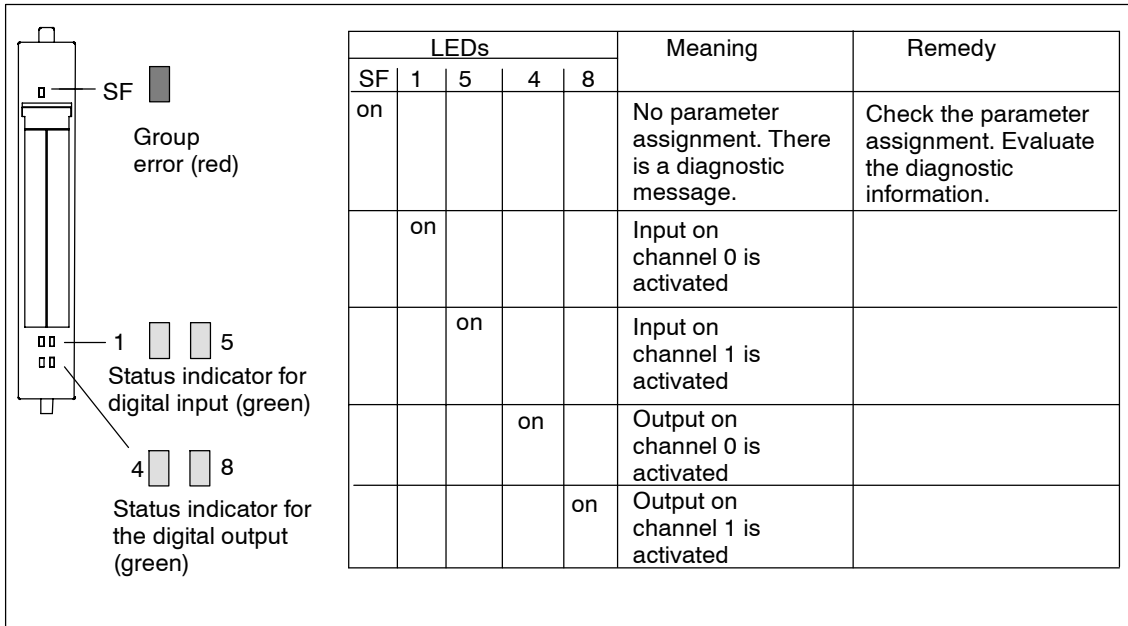 SF
Group
error (red)
1 5
Status indicator for
digital input (green)
4 8
Status indicator for
the digital output
(green)
LEDs Meaning Remedy
SF 1 5 4 8
on
No parameter
assignment. There
is a diagnostic
message.
Check the parameter
assignment. Evaluate
the diagnostic
information.
on
Input on
channel 0 is
activated
on
Input on
channel 1 is
activated
on
Output on
channel 0 is
activated
on
Output on
channel 1 is
activated